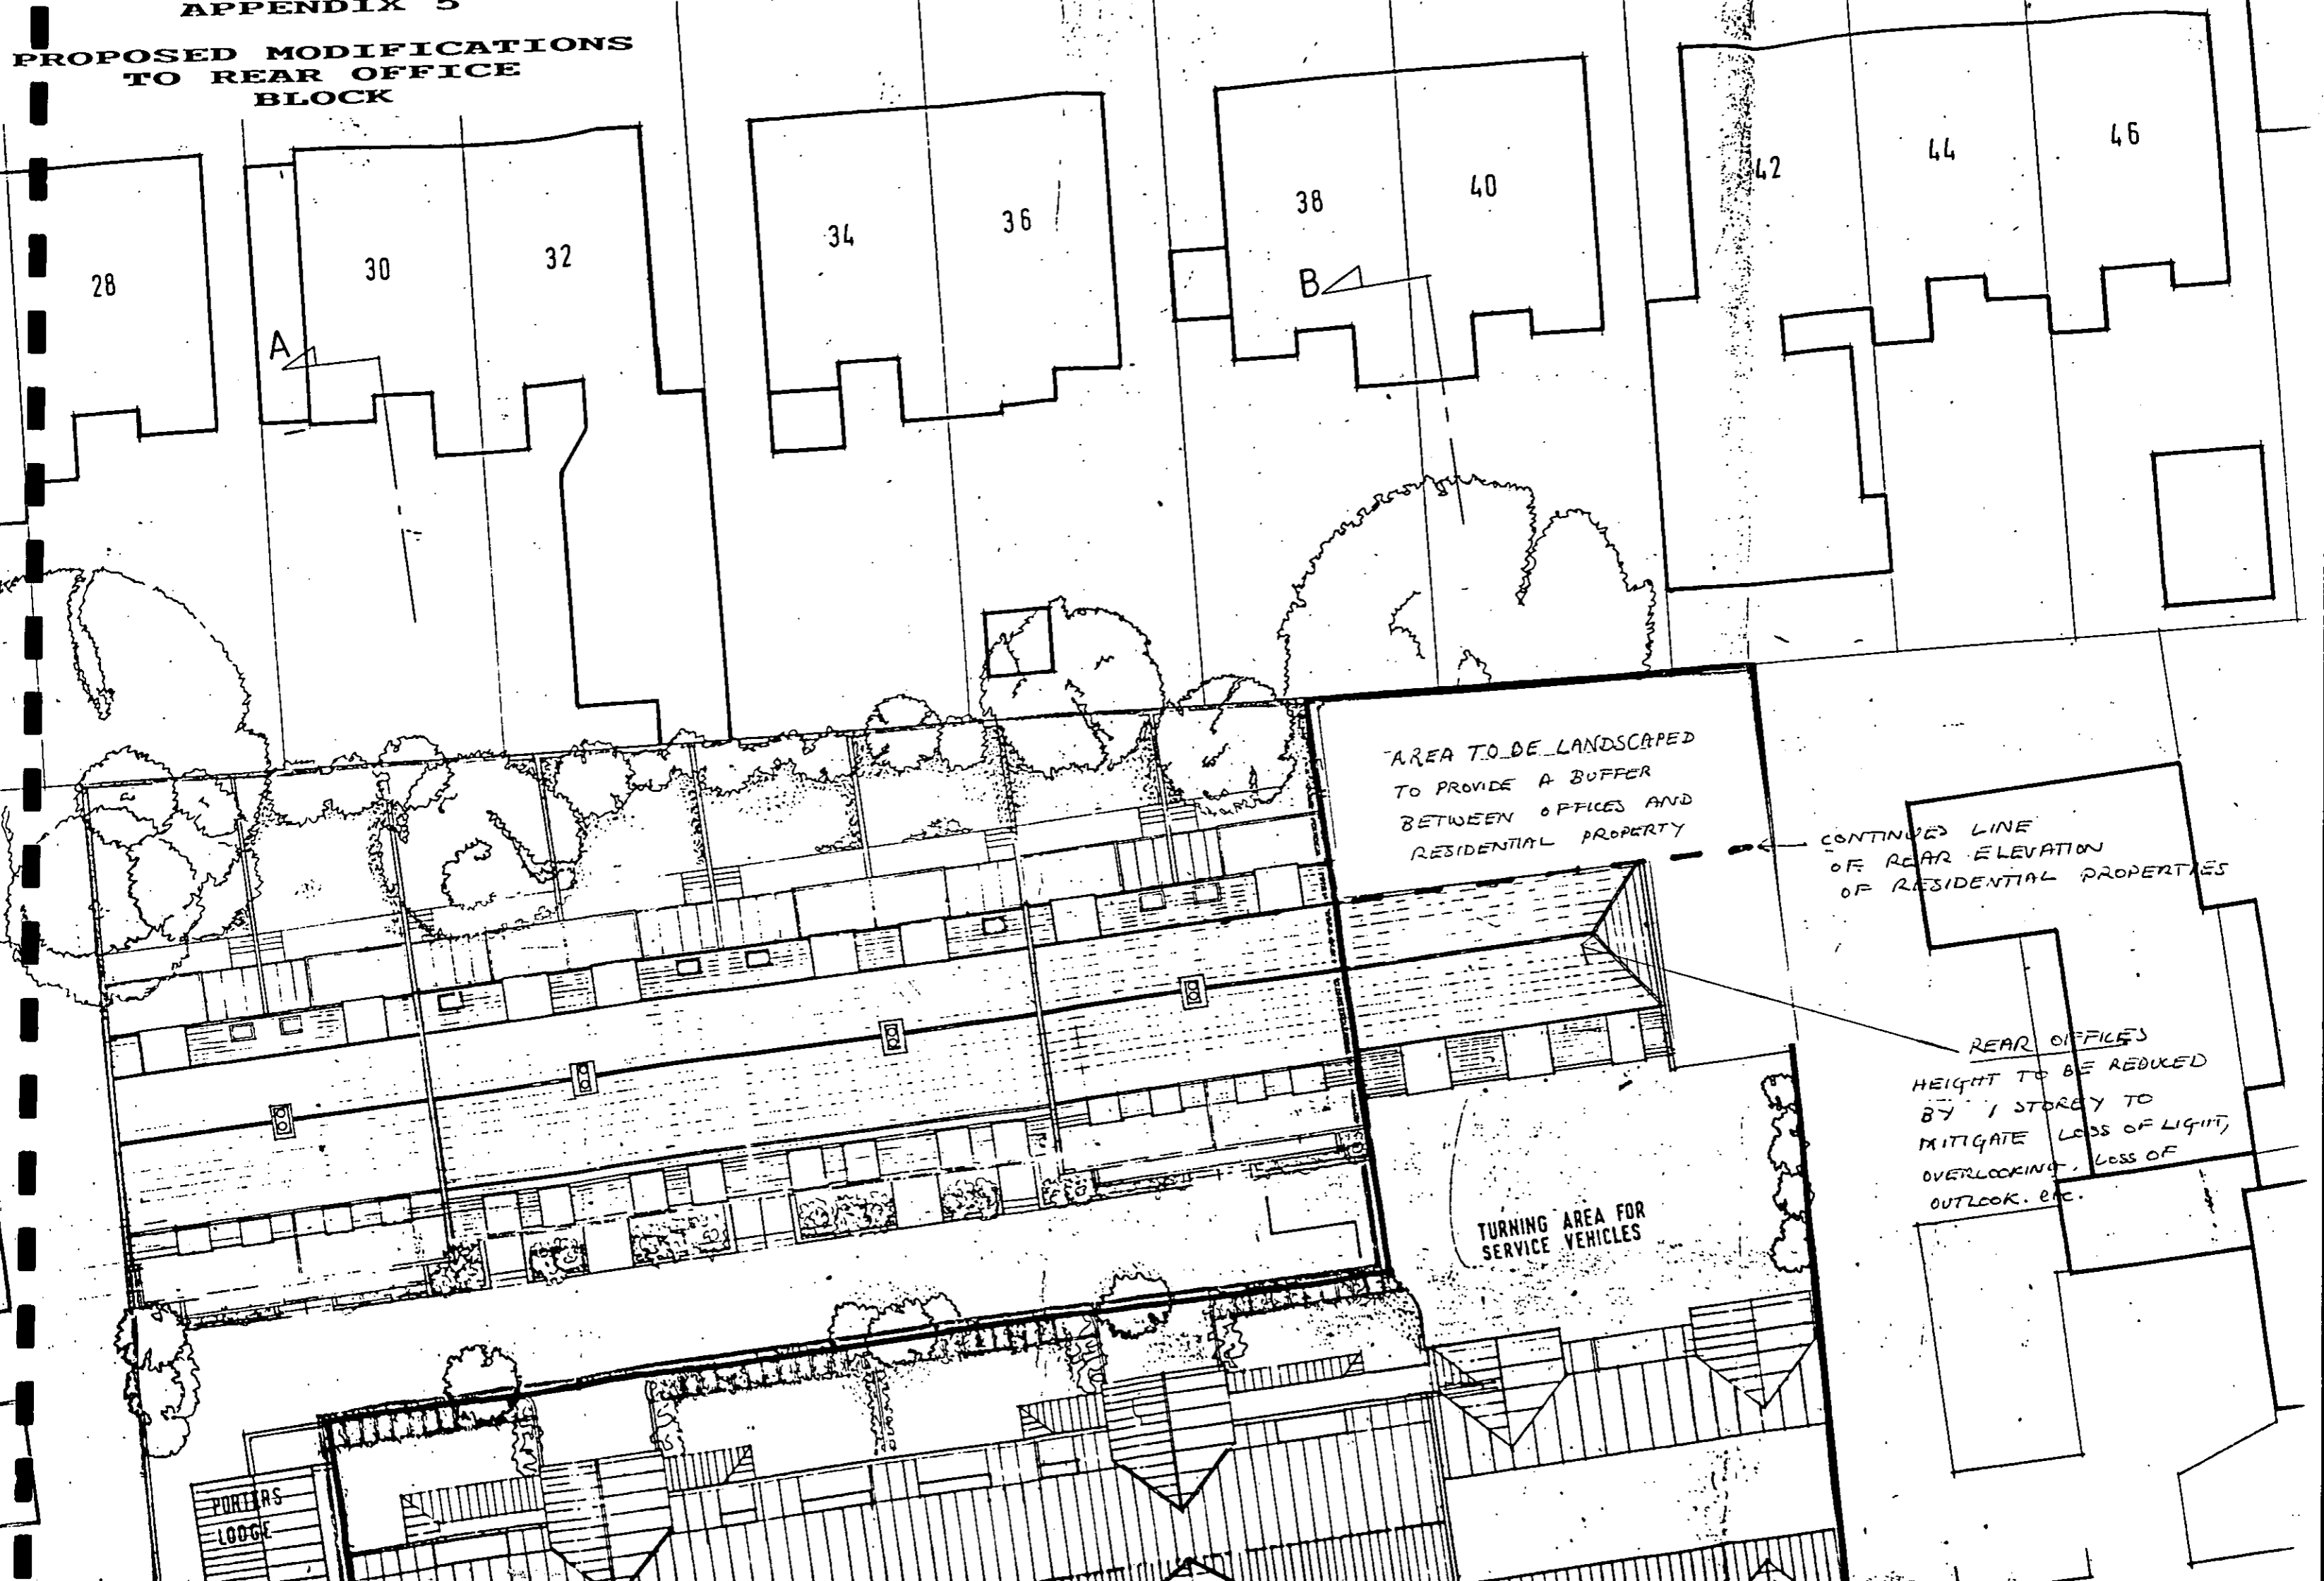 APPENDIX 5
PROPOSED MODIFICATIONS
TO REAR OFFICE
BLOCK
28
30
32
34
36
38
40
42
44
46
A
B
AREA TO BE LANDSCAPED
TO PROVIDE A BUFFER
BETWEEN OFFICES AND
RESIDENTIAL PROPERTY
CONTINUED LINE
OF REAR ELEVATION
OF RESIDENTIAL PROPERTIES
REAR OFFICES
HEIGHT TO BE REDUCED
BY 1 STOREY TO
MITIGATE LOSS OF LIGHT,
OVERLOOKING, LOSS OF
OUTLOOK. etc.
TURNING AREA FOR
SERVICE VEHICLES
PORTERS
LODGE